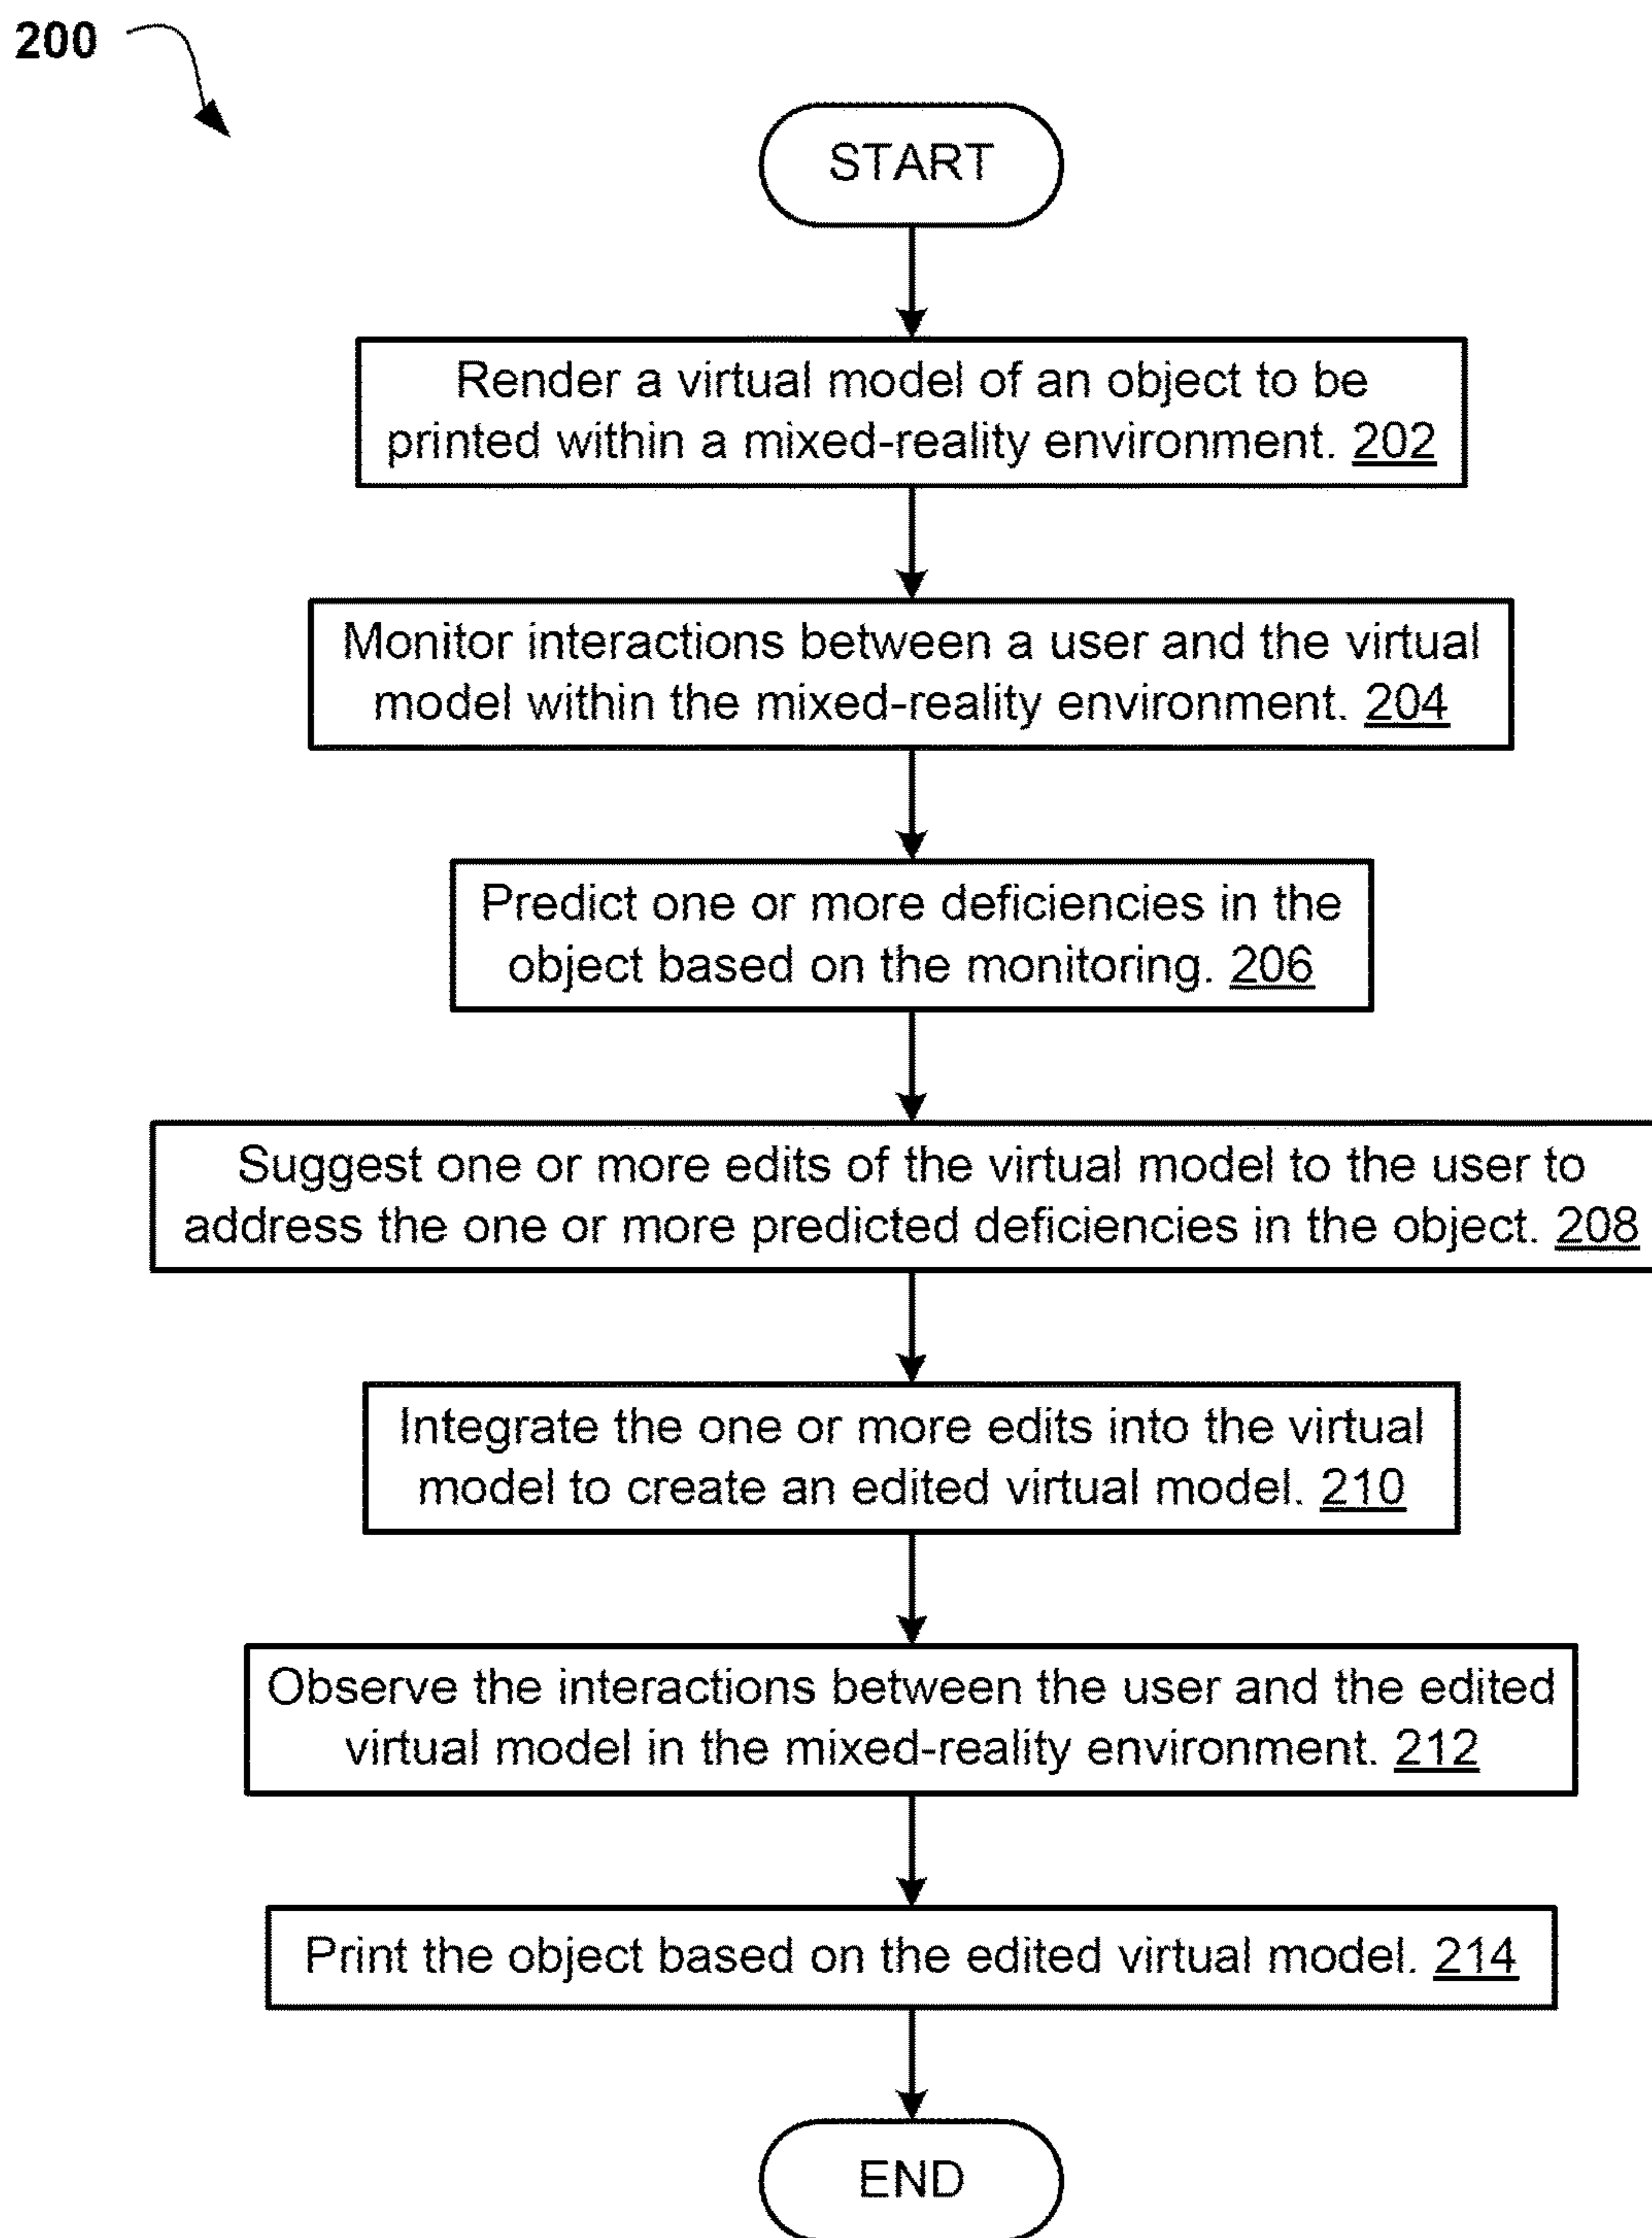 200
START
Render a virtual model of an object to be
printed within a mixed-reality environment. 202
Monitor interactions between a user and the virtual
model within the mixed-reality environment. 204
Predict one or more deficiencies in the
object based on the monitoring. 206
Suggest one or more edits of the virtual model to the user to
address the one or more predicted deficiencies in the object. 208
Integrate the one or more edits into the virtual
model to create an edited virtual model. 210
Observe the interactions between the user and the edited
virtual model in the mixed-reality environment. 212
Print the object based on the edited virtual model. 214
END